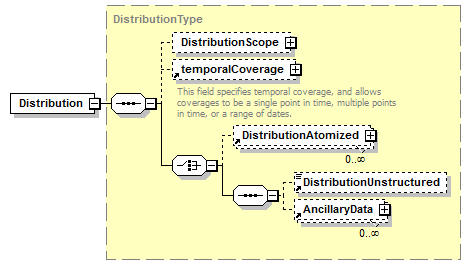 DistributionType
DistributionScope
temporalCoverage
This field specifies temporal coverage, and allows
coverages to be a single point in time, multiple points
in time, or a range of dates.
Distribution
DistributionAtomized
0..∞
DistributionUnstructured
AncillaryData
0..∞